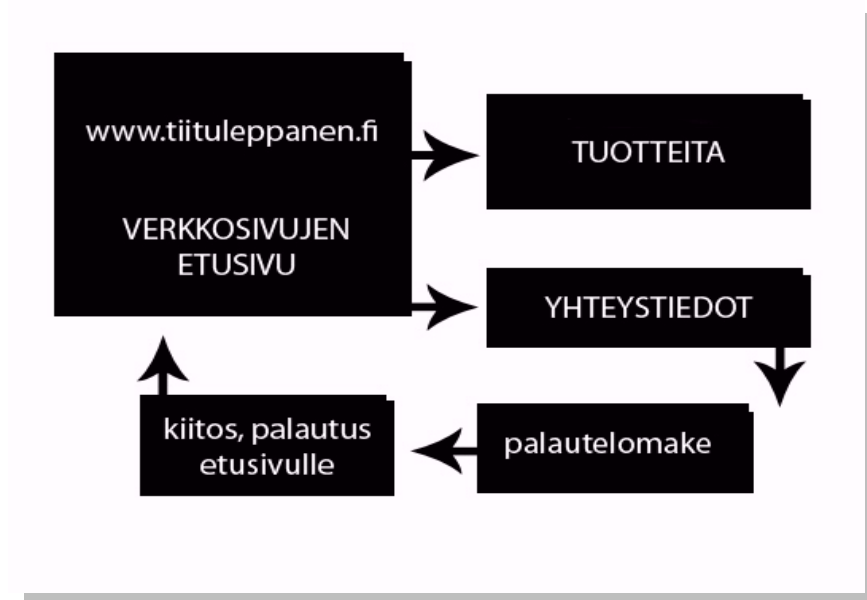 www.tiituleppanen.fi
VERKKOSIVUJEN
ETUSIVU
TUOTTEITA
YHTEYSTIEDOT
palautelomake
kiitos, palautus
etusivulle